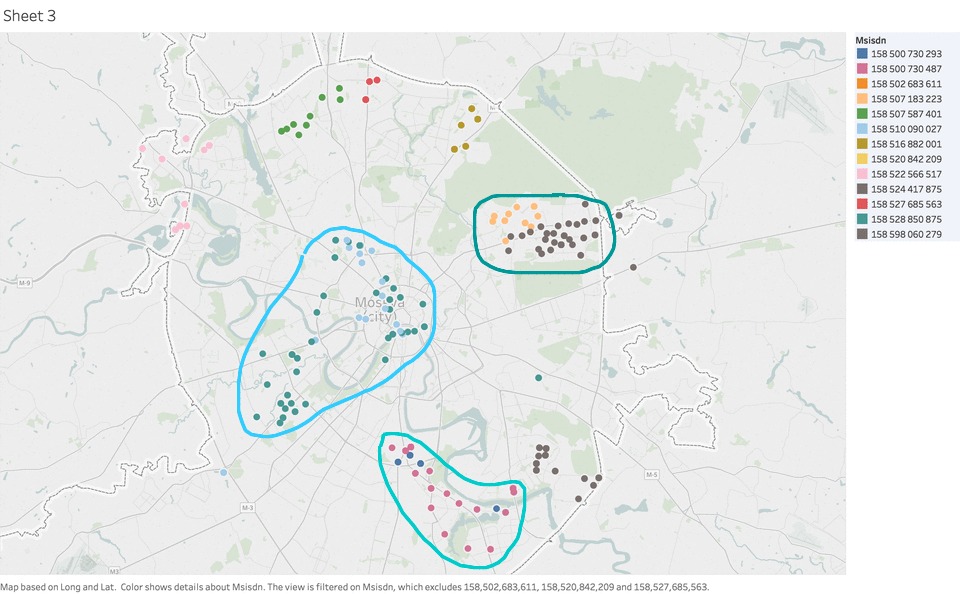 Sheet 3
Msisdn
158 500 730 293
158 500 730 487
158 502 683 611
158 507 183 223
158 507 587 401
158 510 090 027
158 516 882 001
158 520 842 209
158 522 566 517
158 524 417 875
158 527 685 563
158 528 850 875
158 598 060 279
M-9
(City)
M-5
M-3
Map based on Long and Lat.  Color shows details about Msisdn. The view is filtered on Msisdn, which excludes 158,502,683,611, 158,520,842,209 and 158,527,685,563.